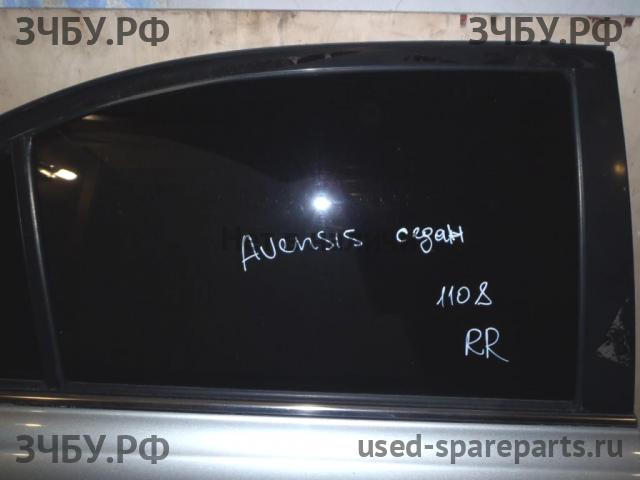 ЗЧБУ.РФ ЗЧБУ.РФ
Avensis седан
1108
RR
ЗЧБУ.РФ used-spareparts.ru